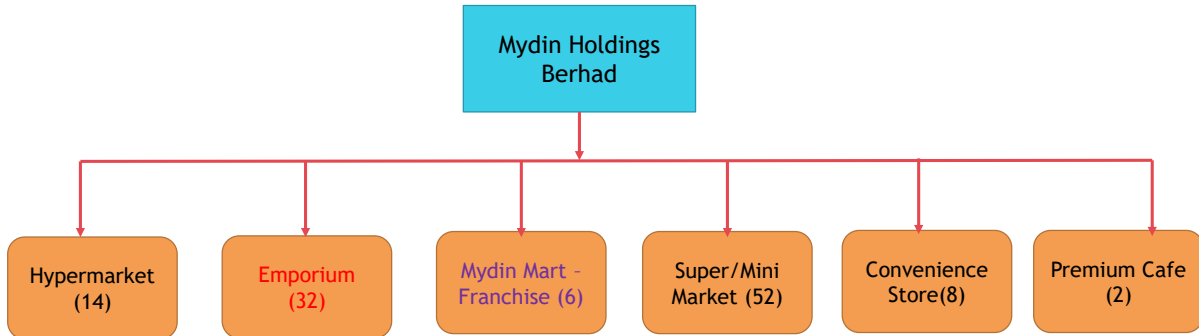 Mydin Holdings
Berhad
Hypermarket
(14)
Emporium
(32)
Mydin Mart –
Franchise (6)
Super/Mini
Market (52)
Convenience
Store(8)
Premium Cafe
(2)